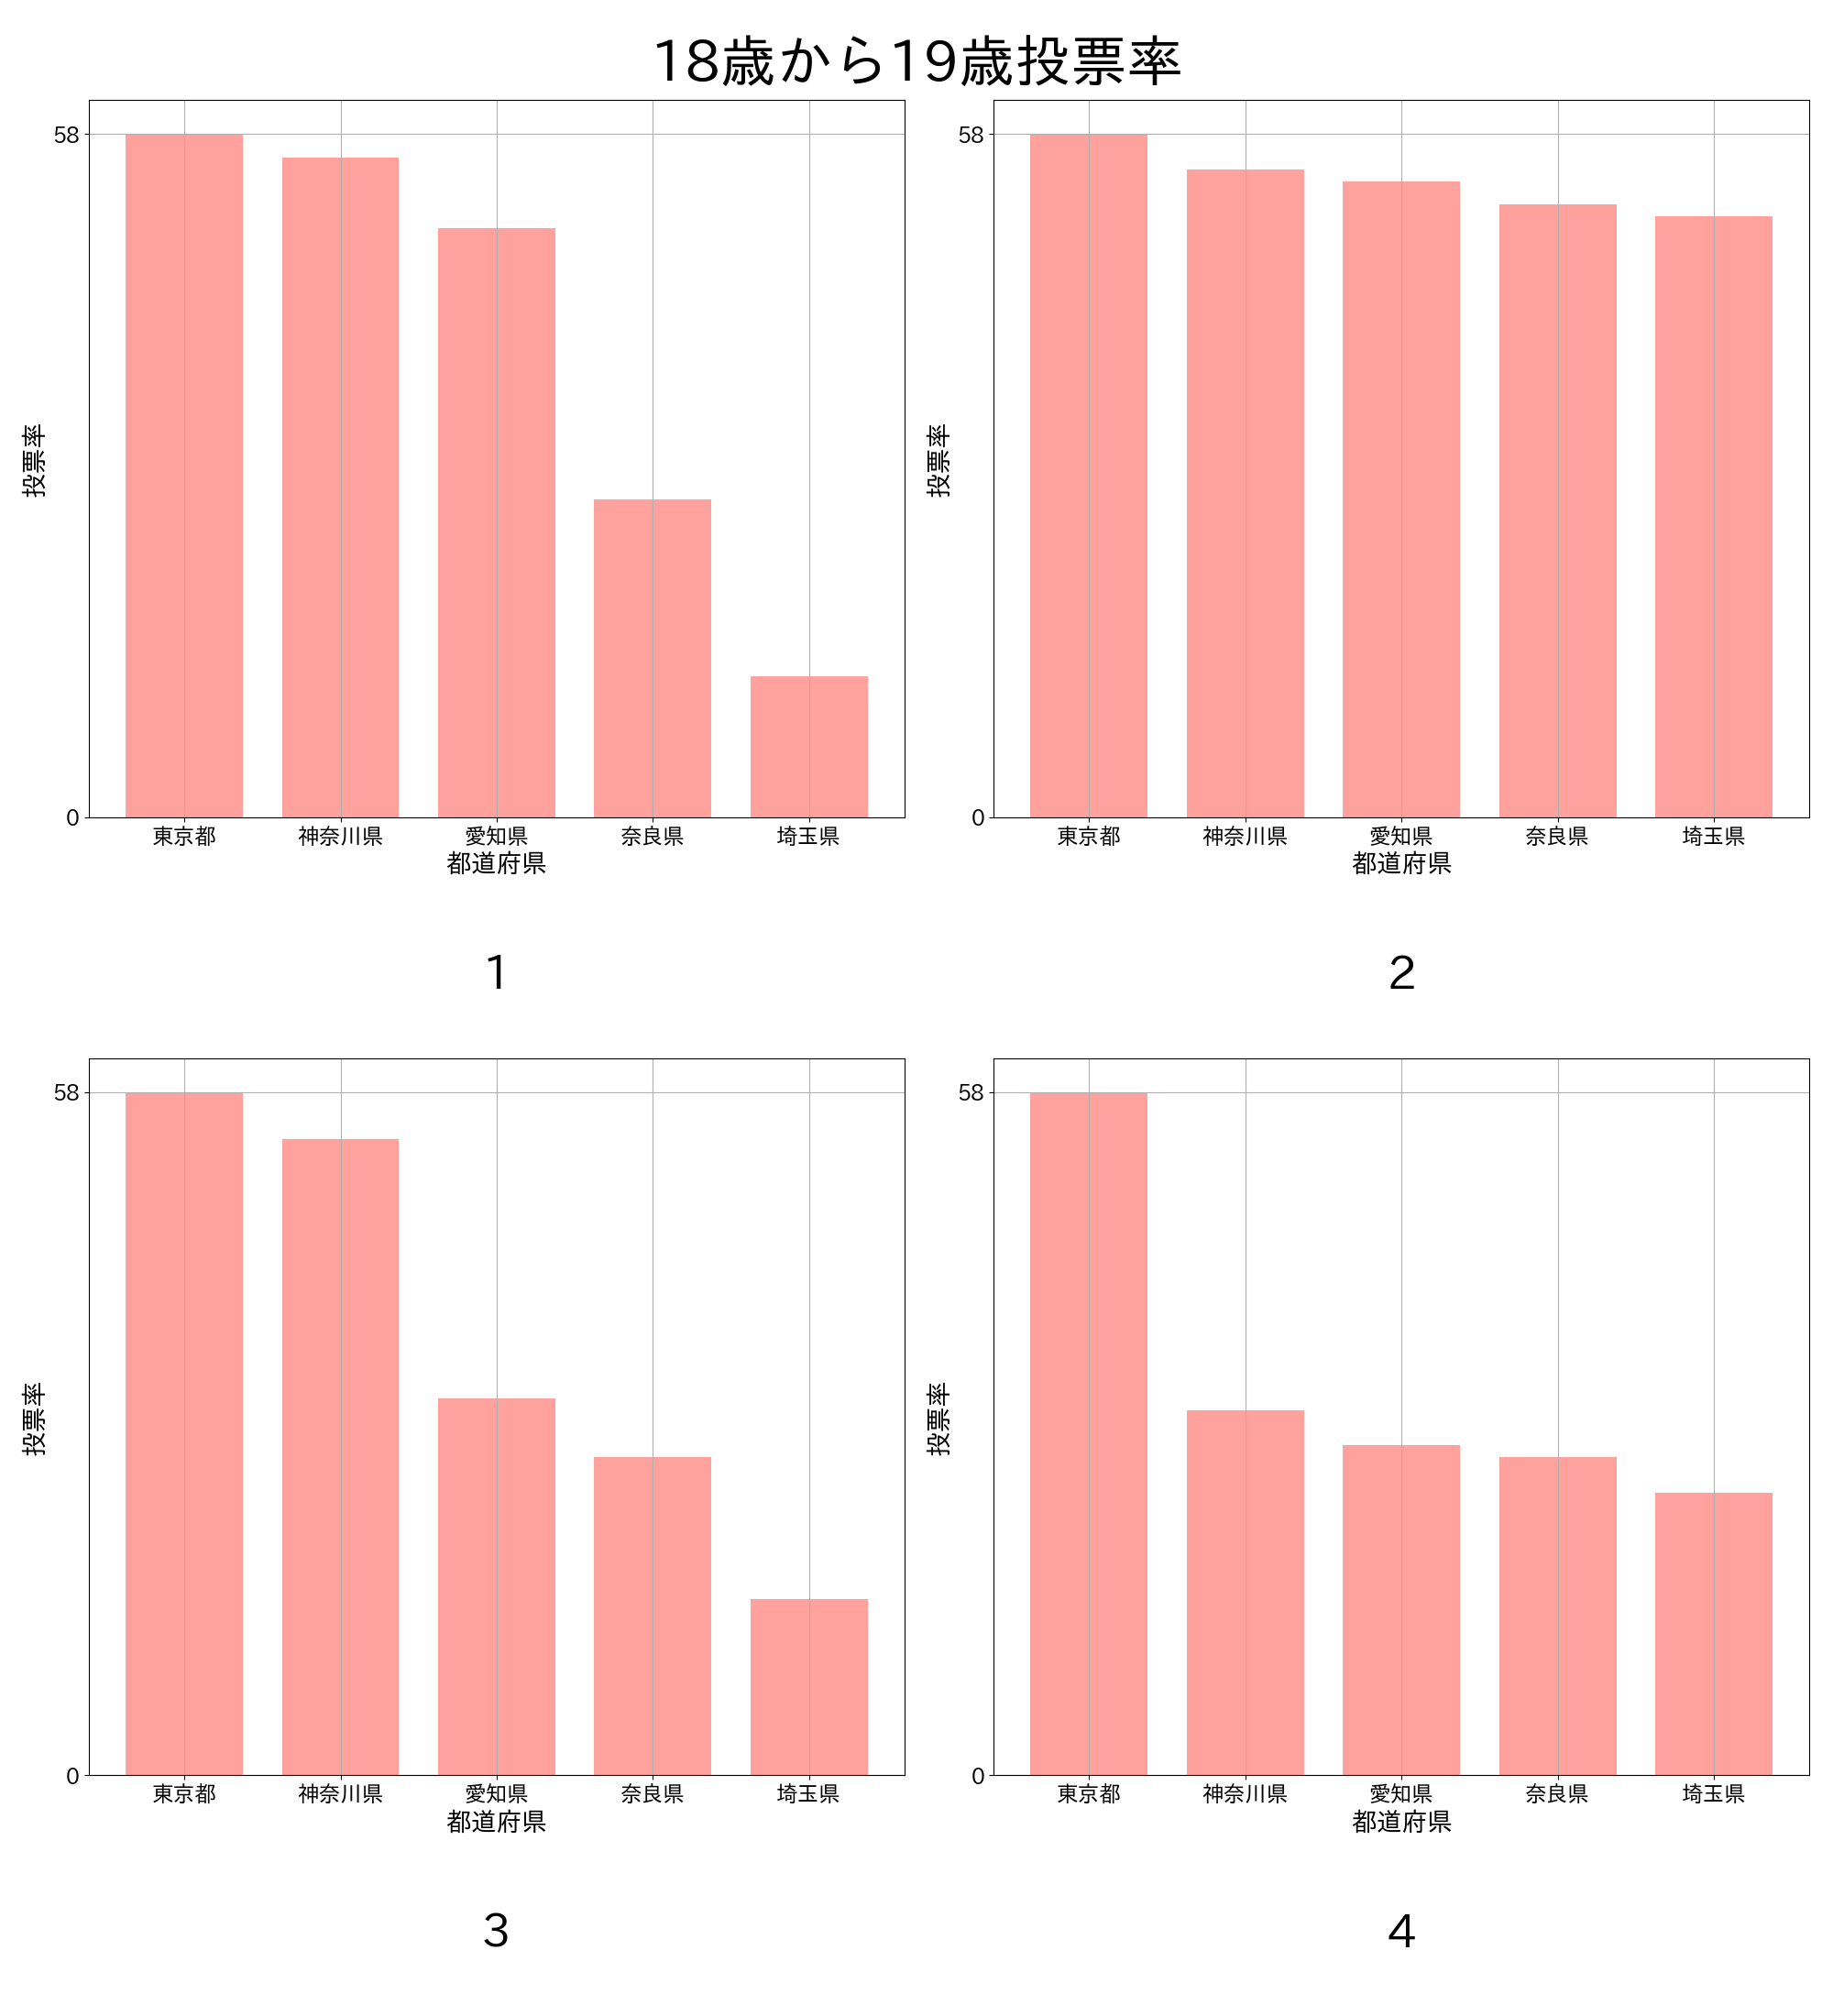 18歳から19歳投票率
58
0
投票率
東京都 神奈川県 愛知県 奈良県 埼玉県
都道府県
1
58
0
投票率
東京都 神奈川県 愛知県 奈良県 埼玉県
都道府県
2
58
0
投票率
東京都 神奈川県 愛知県 奈良県 埼玉県
都道府県
3
58
0
投票率
東京都 神奈川県 愛知県 奈良県 埼玉県
都道府県
4